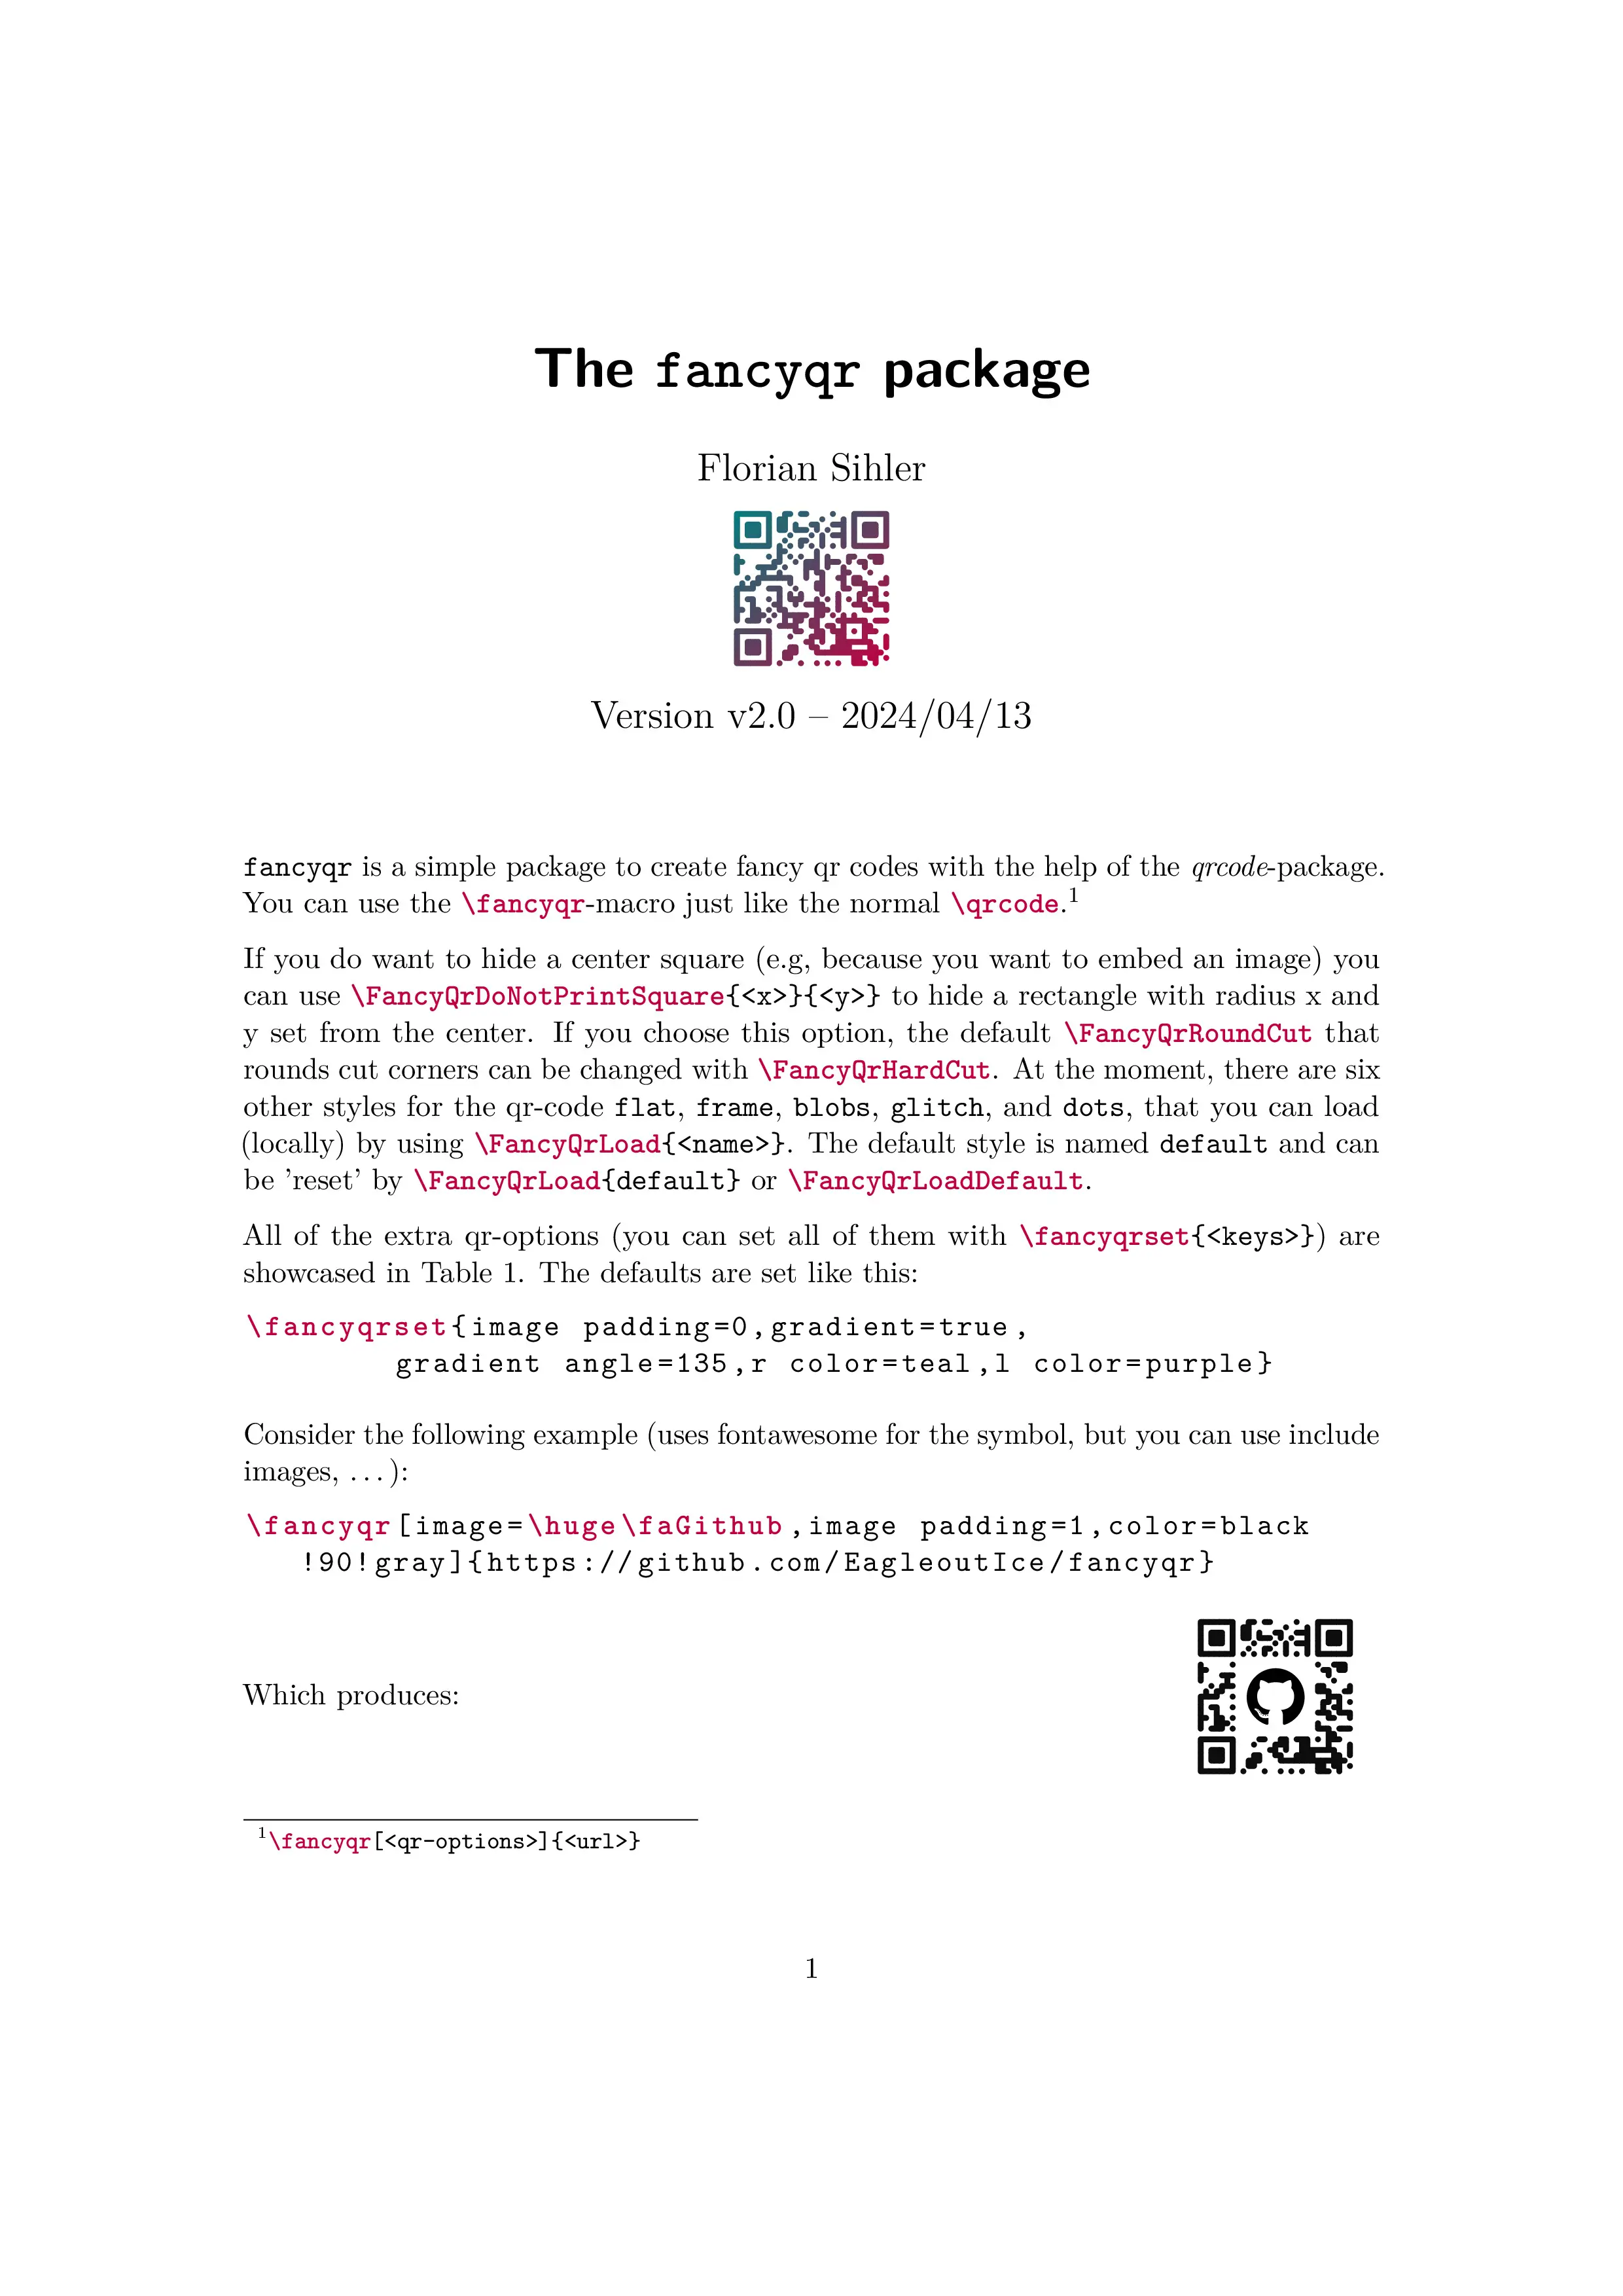 The fancyqr package
Florian Sihler
Version v2.0 – 2024/04/13
fancyqr is a simple package to create fancy qr codes with the help of the qrcode-package.
You can use the \fancyqr-macro just like the normal \qrcode.1
If you do want to hide a center square (e.g, because you want to embed an image) you
can use \FancyQrDoNotPrintSquare{<x>}{<y>} to hide a rectangle with radius x and
y set from the center. If you choose this option, the default \FancyQrRoundCut that
rounds cut corners can be changed with \FancyQrHardCut. At the moment, there are six
other styles for the qr-code flat, frame, blobs, glitch, and dots, that you can load
(locally) by using \FancyQrLoad{<name>}. The default style is named default and can
be 'reset' by \FancyQrLoad{default} or \FancyQrLoadDefault.
All of the extra qr-options (you can set all of them with \fancyqrset{<keys>}) are
showcased in Table 1. The defaults are set like this:
\fancyqrset{image padding=0,gradient=true,
gradient angle=135,r color=teal,l color=purple}
Consider the following example (uses fontawesome for the symbol, but you can use include
images, ...):
\fancyqr[image=\huge\faGithub,image padding=1,color=black
!90!gray]{https://github.com/EagleoutIce/fancyqr}
Which produces:
1\fancyqr[<qr-options>]{<url>}
1